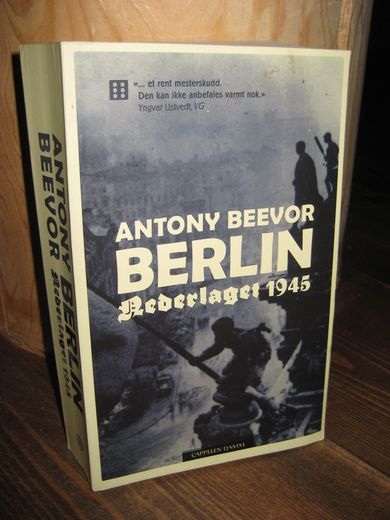 «... et rent mesterskudd.
Den kan ikke anbefales varmt nok.»
Yngvar Ustvedt, VG
ANTONY BEEVOR
BERLIN
Nederlaget 1945
CAPPELEN DAMM
ANTONY BEEVOR
BERLIN
Nederlaget 1945